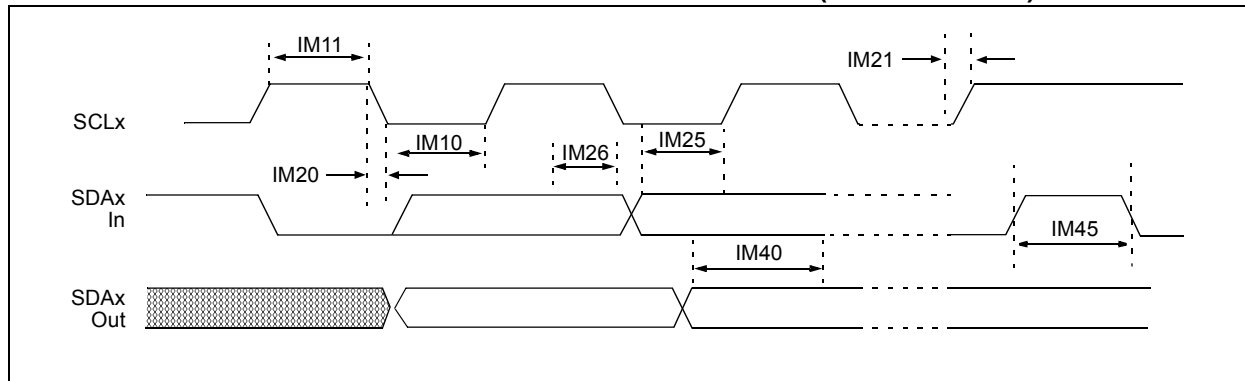 IM11
IM21
SCLx
IM10
IM26
IM25
IM20
SDAx
In
IM45
IM40
SDAx
Out